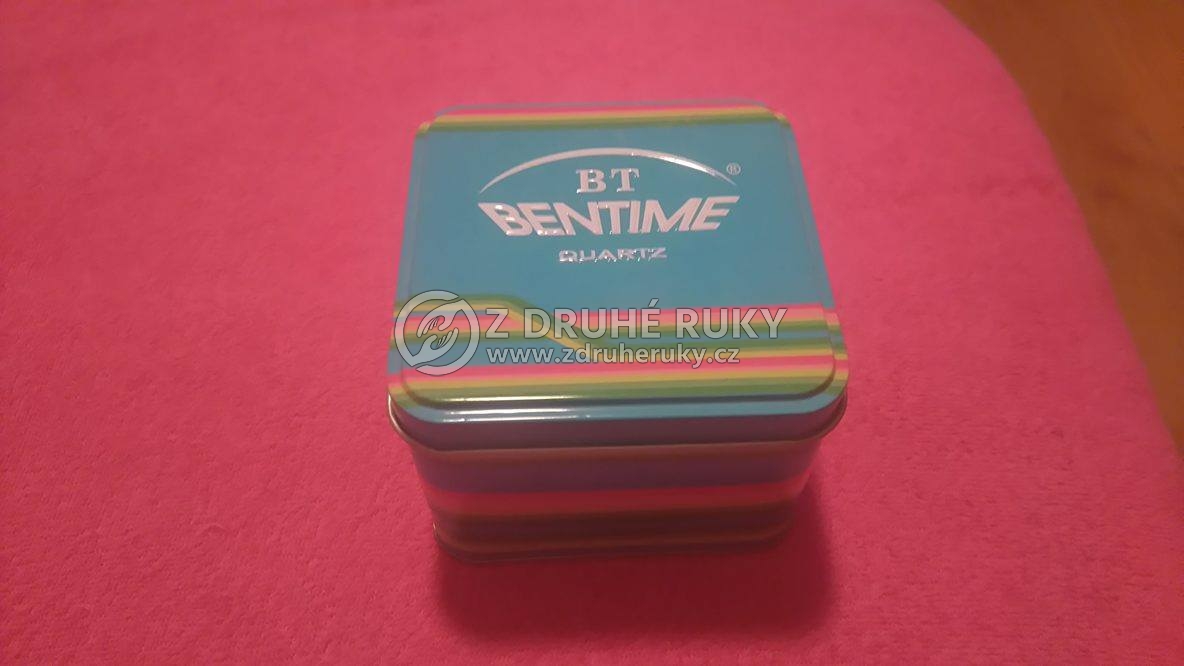 BT ®
BENTIME
QUARTZ
Z DRUHÉ RUKY
www.zdruheruky.cz